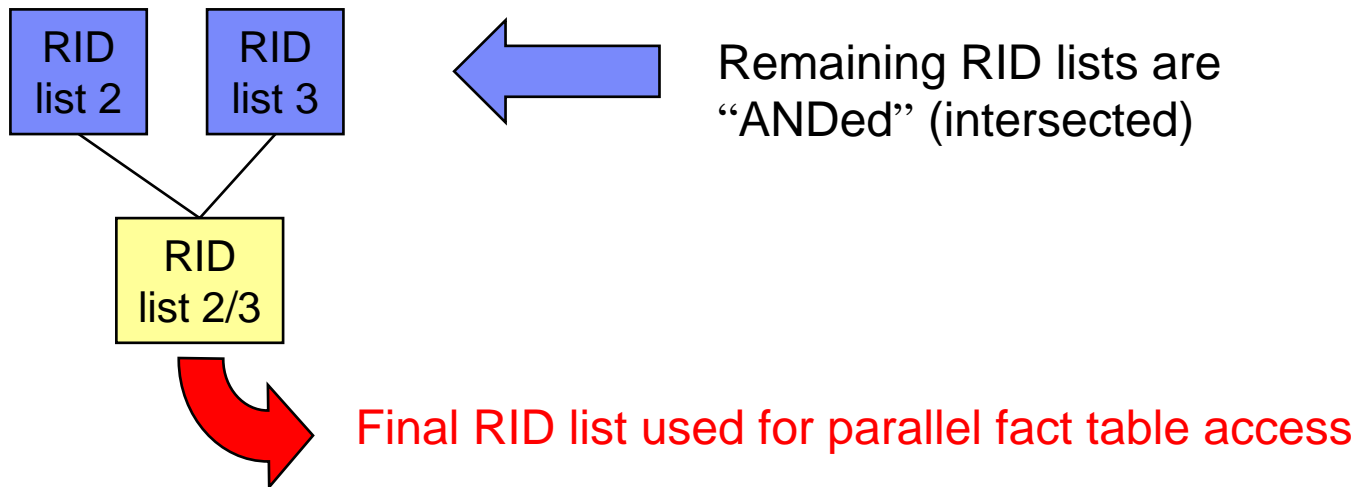 RID
list 2
RID
list 3
Remaining RID lists are
“ANDed” (intersected)
RID
list 2/3
Final RID list used for parallel fact table access